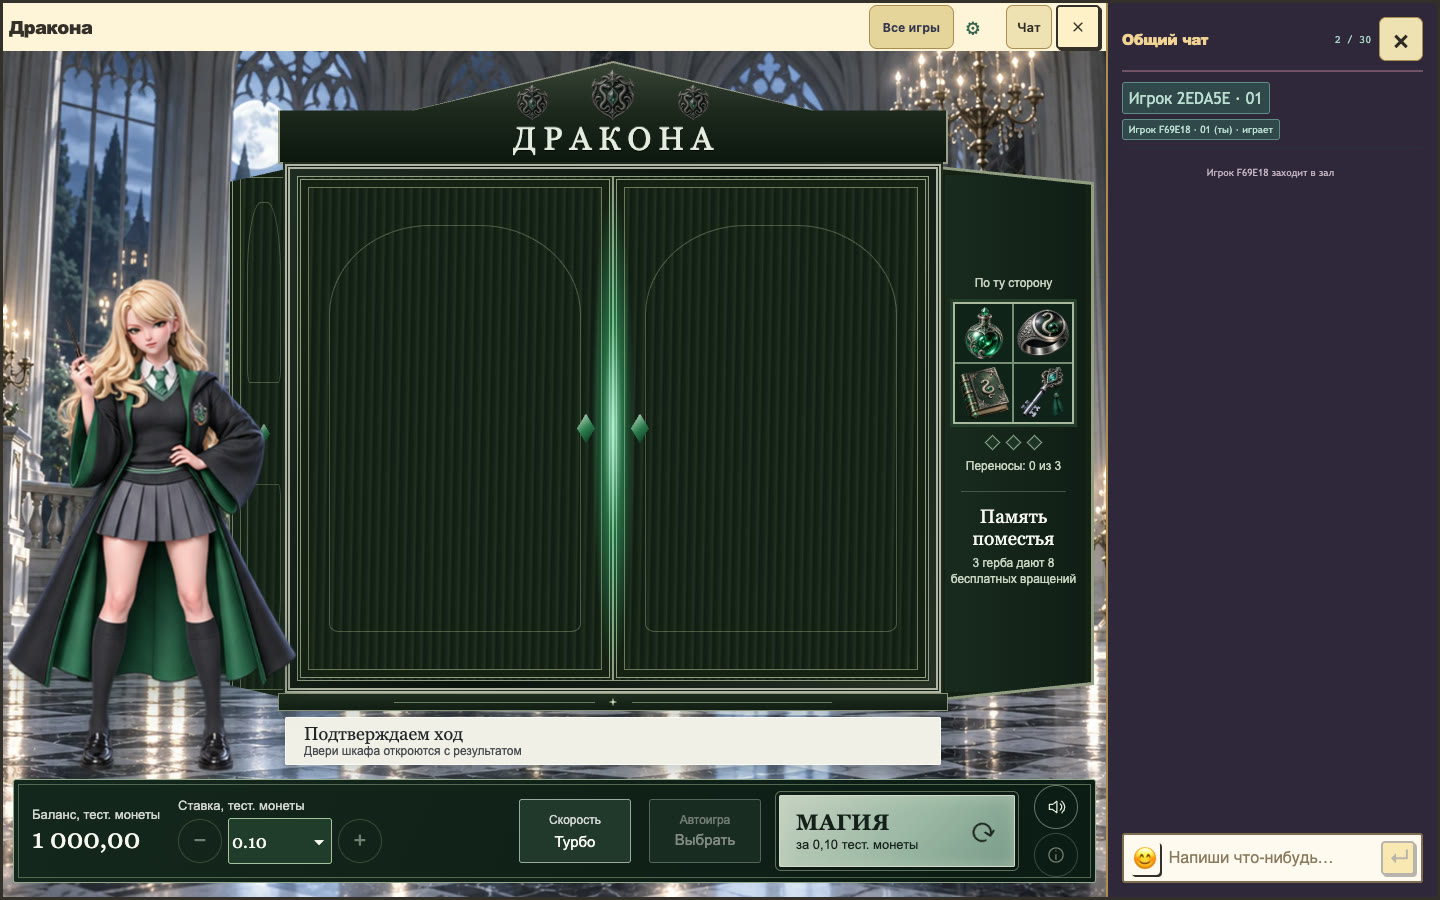 Дракона
Все игры
Чат
ДРАКОНА
По ту сторону
Переносы: 0 из 3
Память
поместья
3 герба дают 8
бесплатных вращений
Подтверждаем ход
Двери шкафа откроются с результатом
Баланс, тест. монеты
1 000,00
Ставка, тест. монеты
−
0.10
+
Скорость
Турбо
Автоигра
Выбрать
МАГИЯ
за 0,10 тест. монеты
Общий чат
2 / 30
Игрок 2EDA5E · 01
Игрок F69E18 · 01 (ты) · играет
Игрок F69E18 заходит в зал
Напиши что-нибудь...